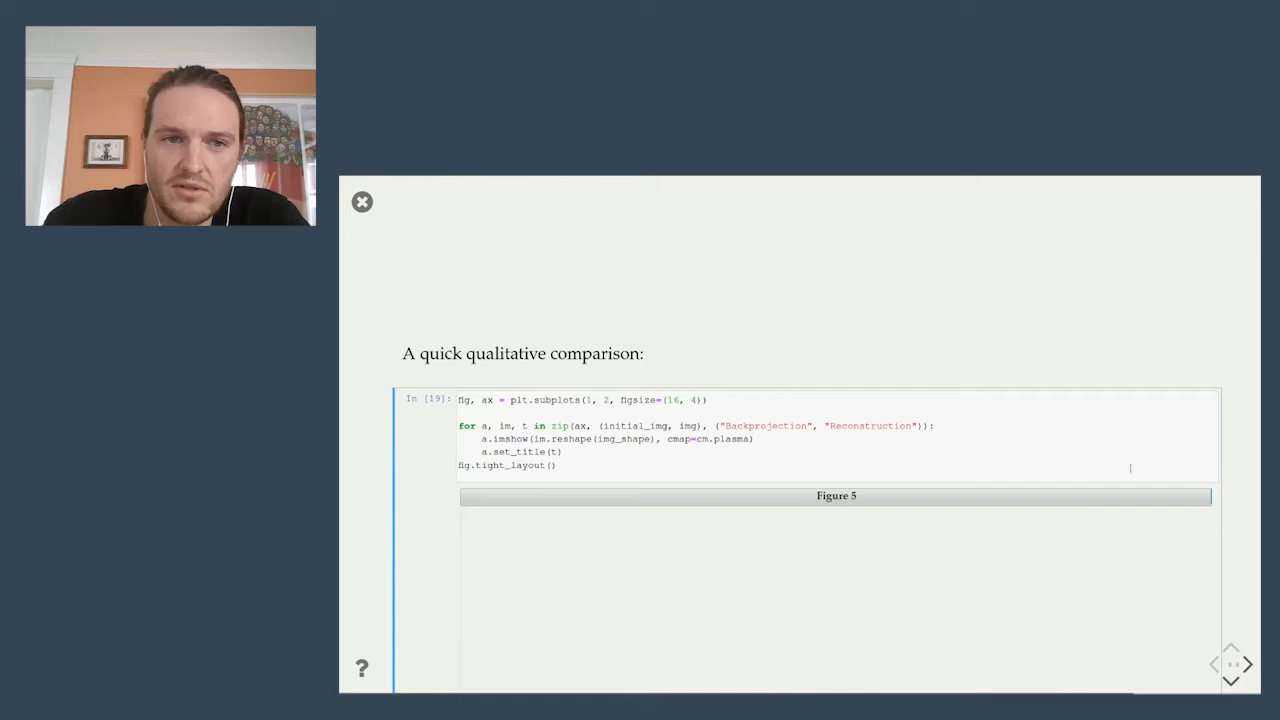 A quick qualitative comparison:
In [19]:
fig, ax = plt.subplots(1, 2, figsize=(16, 4))
for a, im, t in zip(ax, (initial_img, img), ("Backprojection", "Reconstruction")):
a.imshow(im.reshape(img_shape), cmap=cm.plasma)
a.set_title(t)
fig.tight_layout()
Figure 5
?